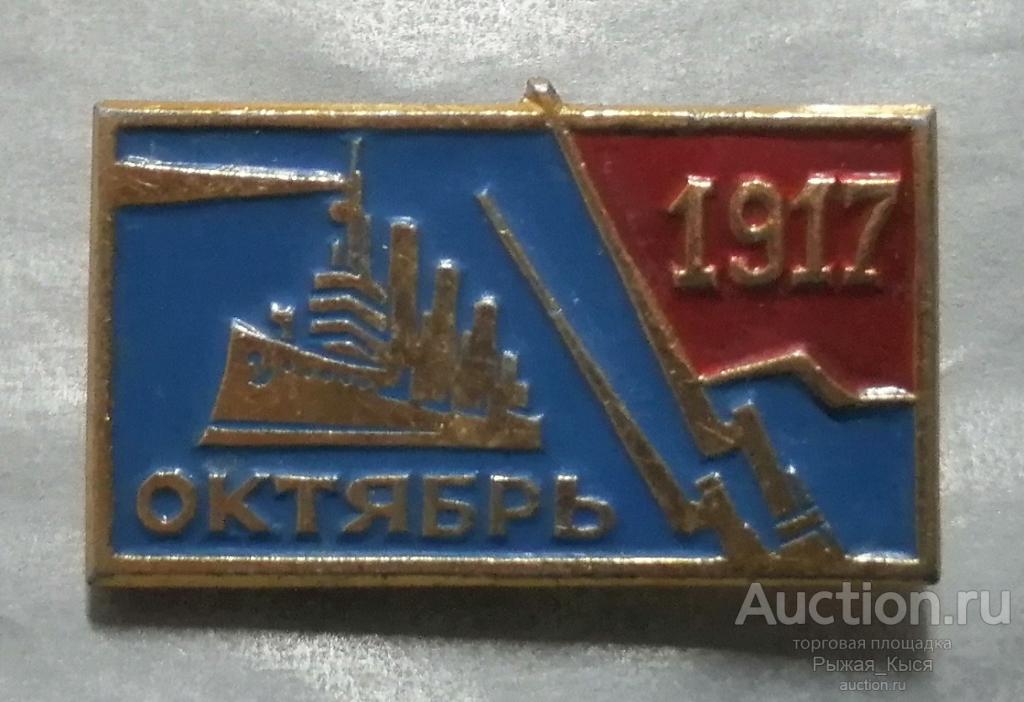 1917
ОКТЯБРЬ
Auction.ru
торговая площадка
Рыжая_Кыся
auction.ru